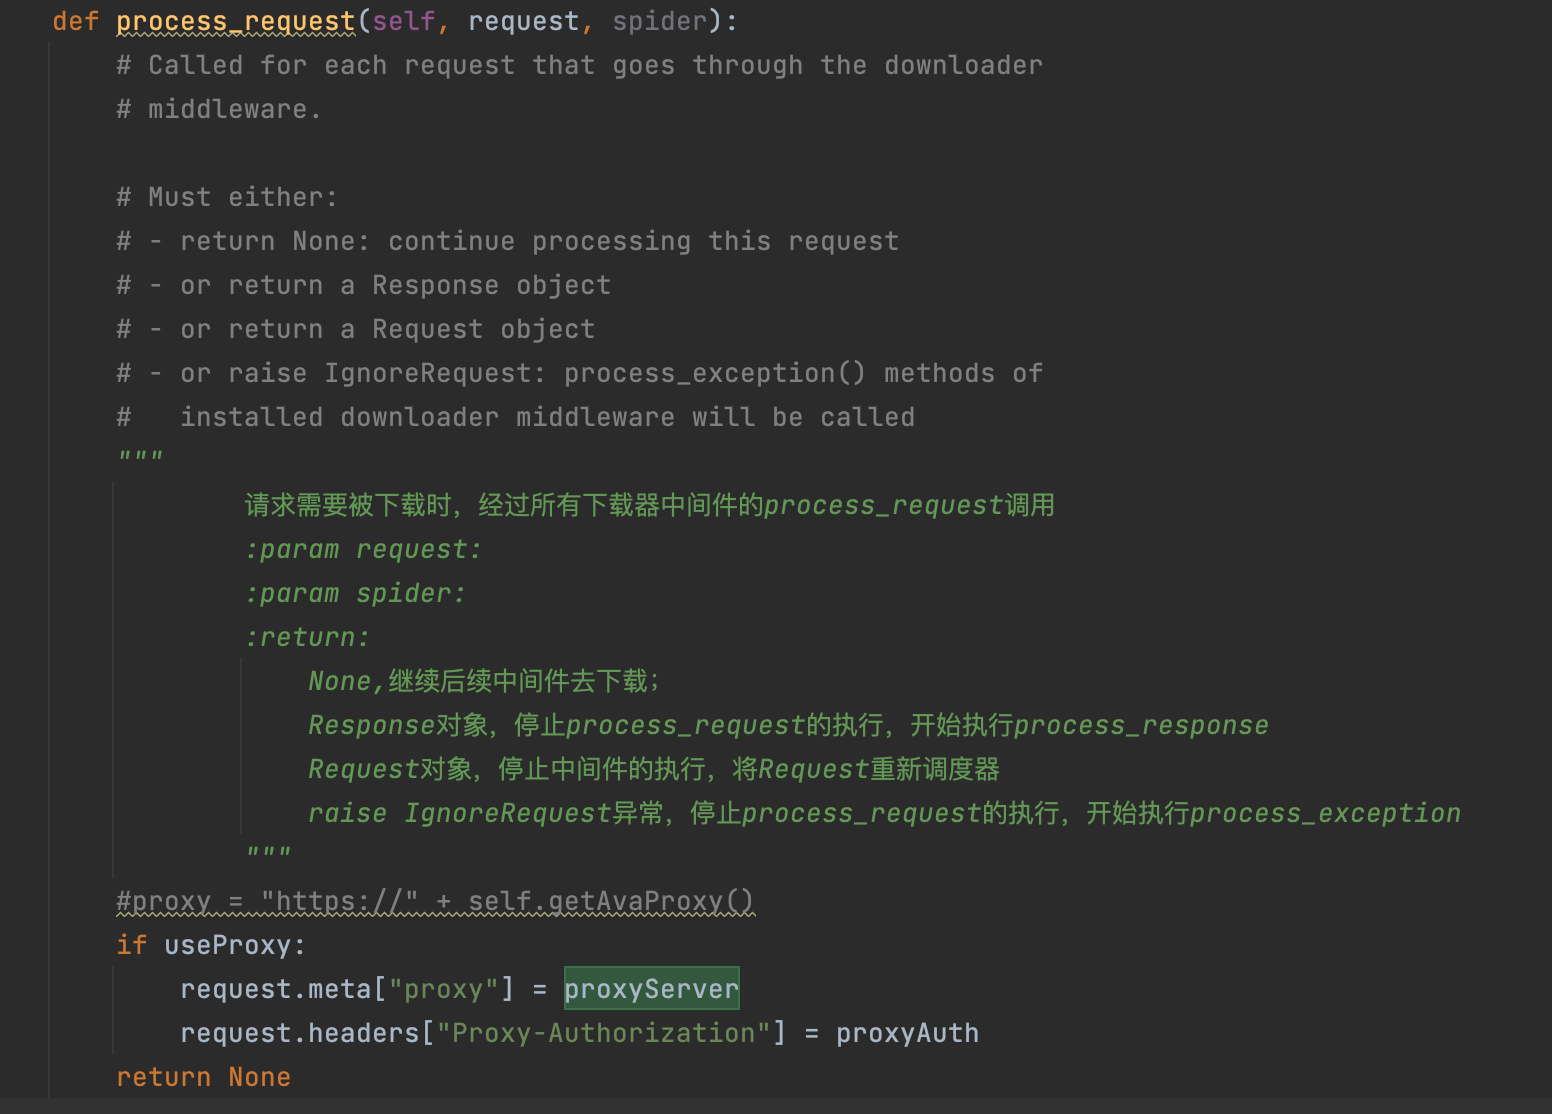 def process_request(self, request, spider):
# Called for each request that goes through the downloader
# middleware.
# Must either:
# - return None: continue processing this request
# - or return a Response object
# - or return a Request object
# - or raise IgnoreRequest: process_exception() methods of
#   installed downloader middleware will be called
"""
请求需要被下载时，经过所有下载器中间件的process_request调用
:param request:
:param spider:
:return:
None,继续后续中间件去下载；
Response对象，停止process_request的执行，开始执行process_response
Request对象，停止中间件的执行，将Request重新调度器
raise IgnoreRequest异常，停止process_request的执行，开始执行process_exception
"""
#proxy = "https://" + self.getAvaProxy()
if useProxy:
request.meta["proxy"] = proxyServer
request.headers["Proxy-Authorization"] = proxyAuth
return None